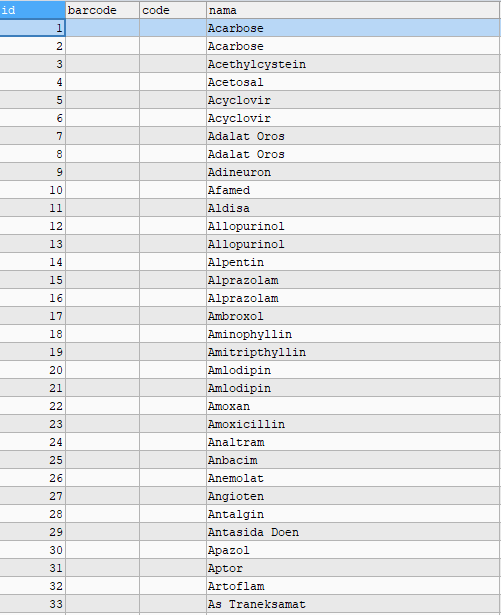 id barcode code nama
1 Acarbose
2 Acarbose
3 Acethylcystein
4 Acetosal
5 Acyclovir
6 Acyclovir
7 Adalat Oros
8 Adalat Oros
9 Adineuron
10 Afamed
11 Aldisa
12 Allopurinol
13 Allopurinol
14 Alpentin
15 Alprazolam
16 Alprazolam
17 Ambroxol
18 Aminophyllin
19 Amitripthyllin
20 Amlodipin
21 Amlodipin
22 Amoxan
23 Amoxicillin
24 Analtram
25 Anbacim
26 Anemolat
27 Angioten
28 Antalgin
29 Antasida Doen
30 Apazol
31 Aptor
32 Artoflam
33 As Traneksamat